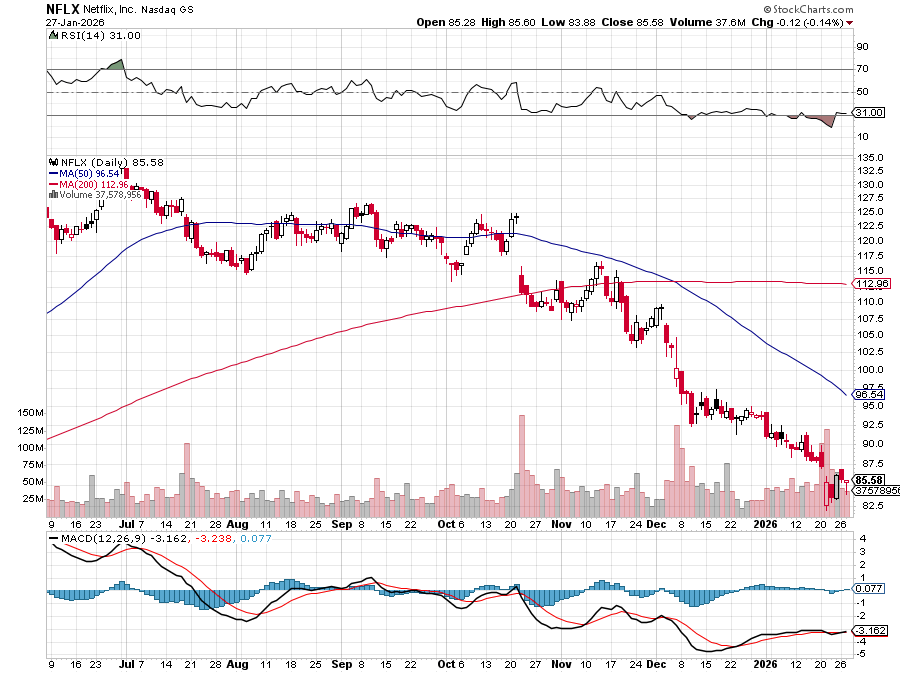 NFLX Netflix, Inc. Nasdaq GS
© StockCharts.com
27-Jan-2026
Open 85.28 High 85.60 Low 83.88 Close 85.58 Volume 37.6M Chg -0.12 (-0.14%)
RSI(14) 31.00
90
70
50
31.00
10
NFLX (Daily) 85.58
MA(50) 96.54
MA(200) 112.96
Volume 37,578,956
135.0
132.5
130.0
127.5
125.0
122.5
120.0
117.5
115.0
112.96
110.0
107.5
105.0
102.5
100.0
97.5
96.54
95.0
92.5
90.0
87.5
85.58
37578956
82.5
150M
125M
100M
75M
50M
25M
9 16 23 Jul 7 14 21 28 Aug 11 18 25 Sep 8 15 22 Oct 6 13 20 27 Nov 10 17 24 Dec 8 15 22 2026 12 20 26
MACD(12,26,9) -3.162, -3.238, 0.077
4
3
2
1
0.077
-1
-2
-3.162
-4
-5
9 16 23 Jul 7 14 21 28 Aug 11 18 25 Sep 8 15 22 Oct 6 13 20 27 Nov 10 17 24 Dec 8 15 22 2026 12 20 26